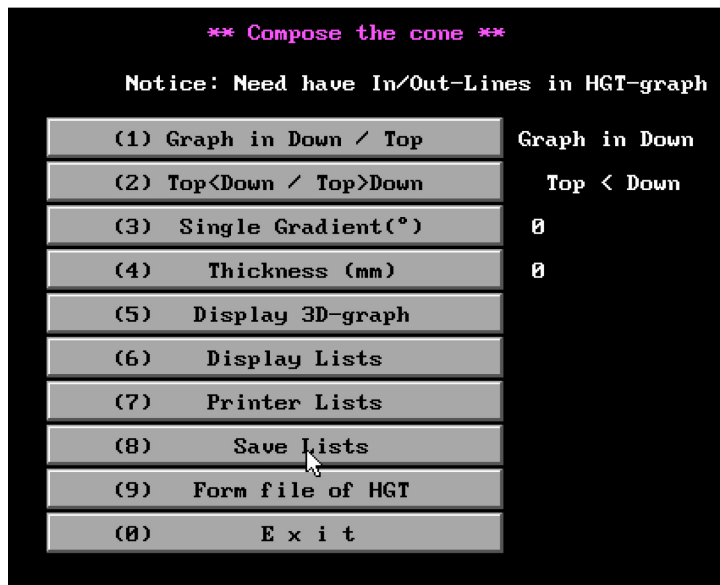 ** Compose the cone **
Notice: Need have In/Out-Lines in HGT-graph
(1) Graph in Down / Top Graph in Down
(2) Top<Down / Top>Down Top < Down
(3) Single Gradient(°) 0
(4) Thickness (mm) 0
(5) Display 3D-graph
(6) Display Lists
(7) Printer Lists
(8) Save Lists
(9) Form file of HGT
(0) E x i t